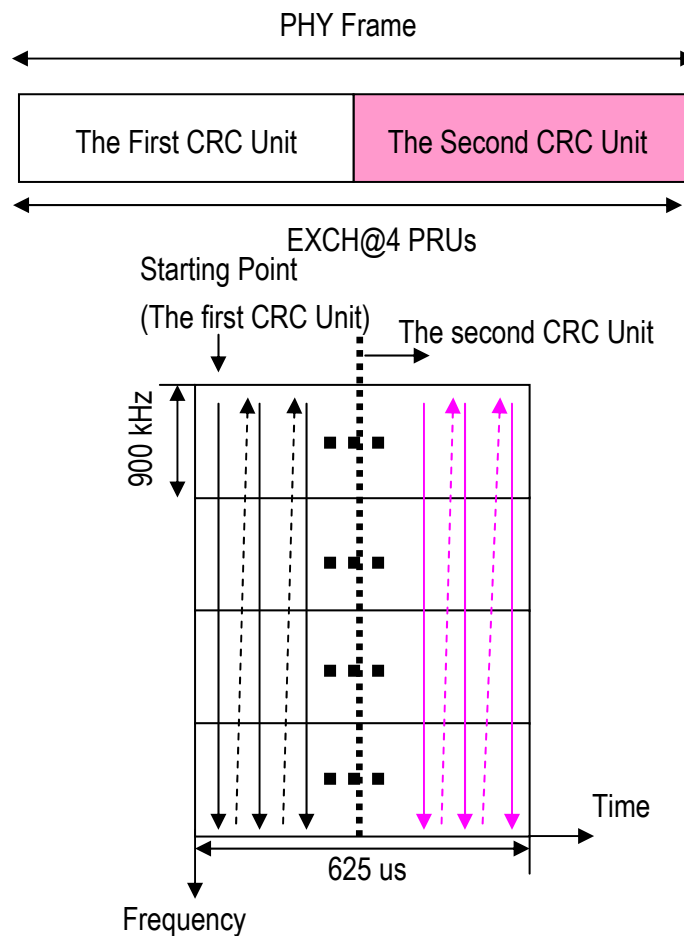 PHY Frame
The First CRC Unit
The Second CRC Unit
EXCH@4 PRUs
Starting Point
(The first CRC Unit)
The second CRC Unit
900 kHz
Time
625 us
Frequency